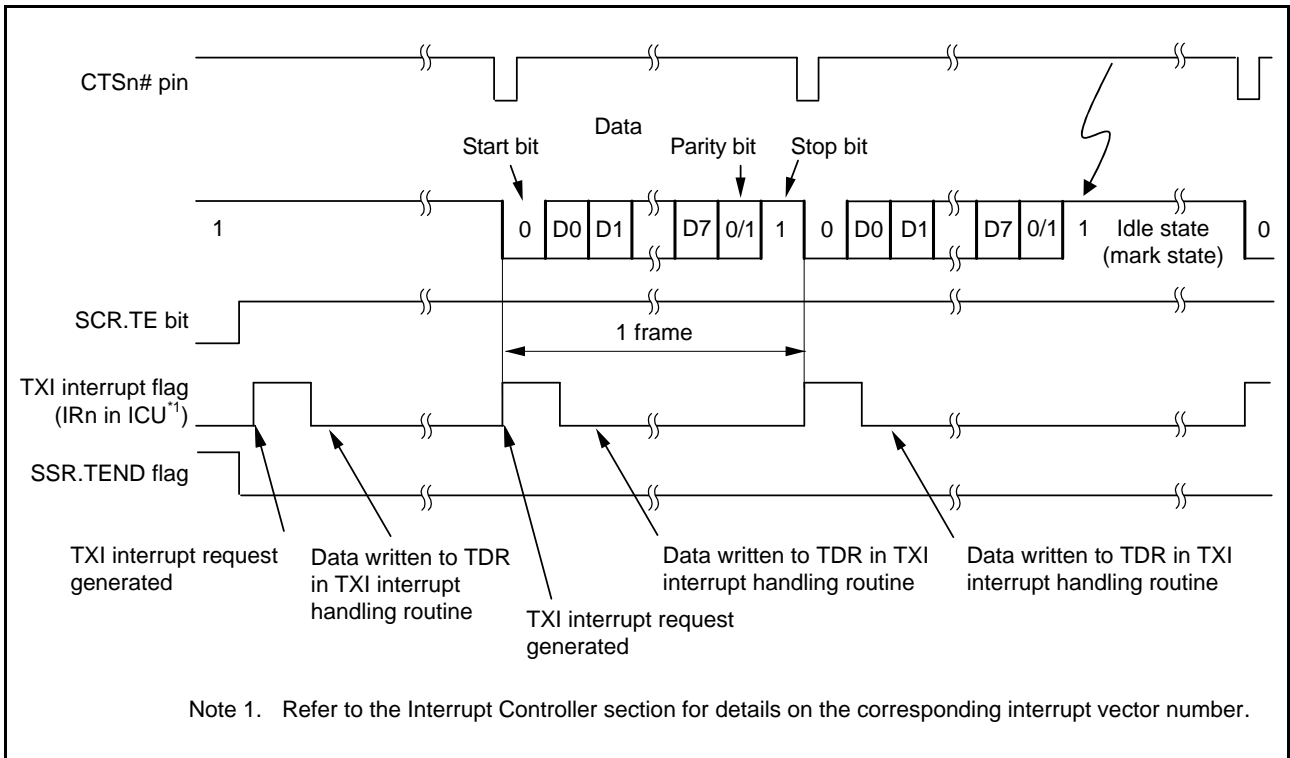 CTSn# pin
Data
Start bit
Parity bit
Stop bit
1
0
D0
D1
D7
0/1
1
0
D0
D1
D7
0/1
1
Idle state
(mark state)
0
SCR.TE bit
1 frame
TXI interrupt flag
(IRn in ICU*1)
SSR.TEND flag
TXI interrupt request
generated
Data written to TDR
in TXI interrupt
handling routine
TXI interrupt request
generated
Data written to TDR in TXI
interrupt handling routine
Data written to TDR in TXI
interrupt handling routine
Note 1. Refer to the Interrupt Controller section for details on the corresponding interrupt vector number.